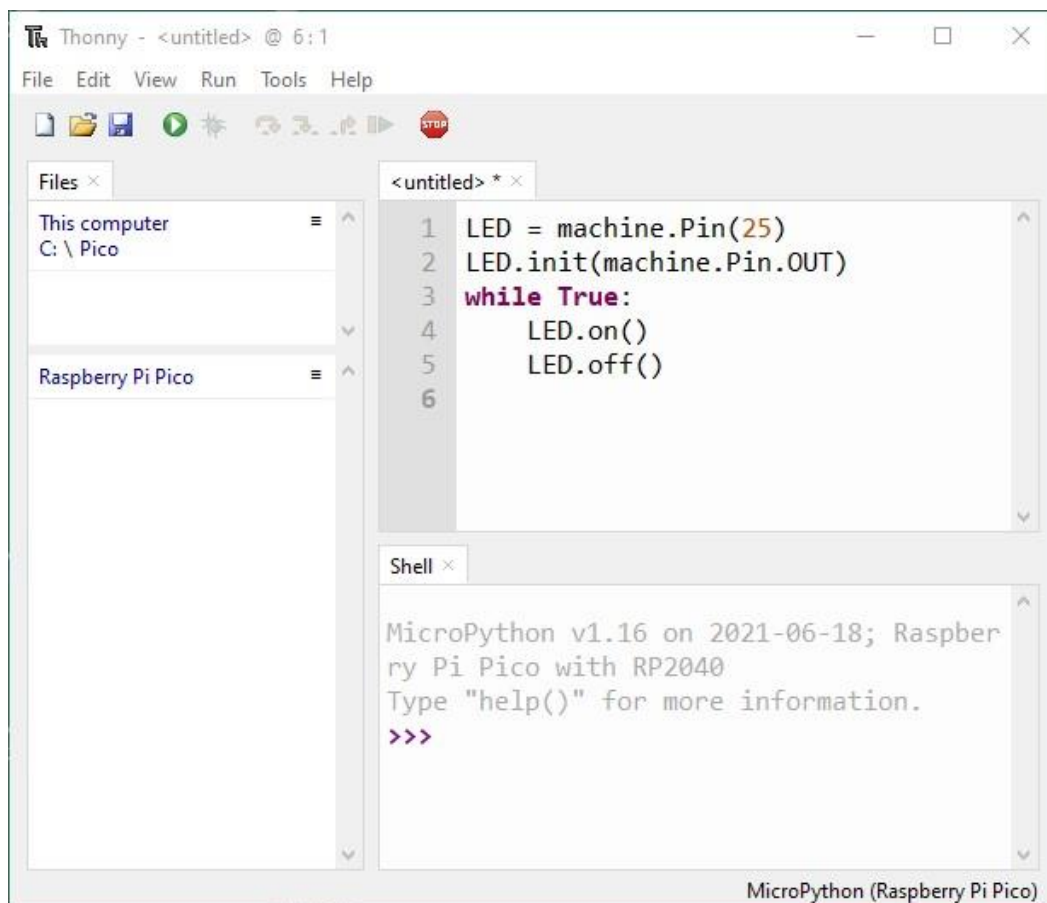 Thonny - <untitled> @ 6:1
File Edit View Run Tools Help
STOP
Files ×
This computer
C: \ Pico
Raspberry Pi Pico
<untitled> * ×
1 LED = machine.Pin(25)
2 LED.init(machine.Pin.OUT)
3 while True:
4     LED.on()
5     LED.off()
6
Shell ×
MicroPython v1.16 on 2021-06-18; Raspber
ry Pi Pico with RP2040
Type "help()" for more information.
>>>
MicroPython (Raspberry Pi Pico)